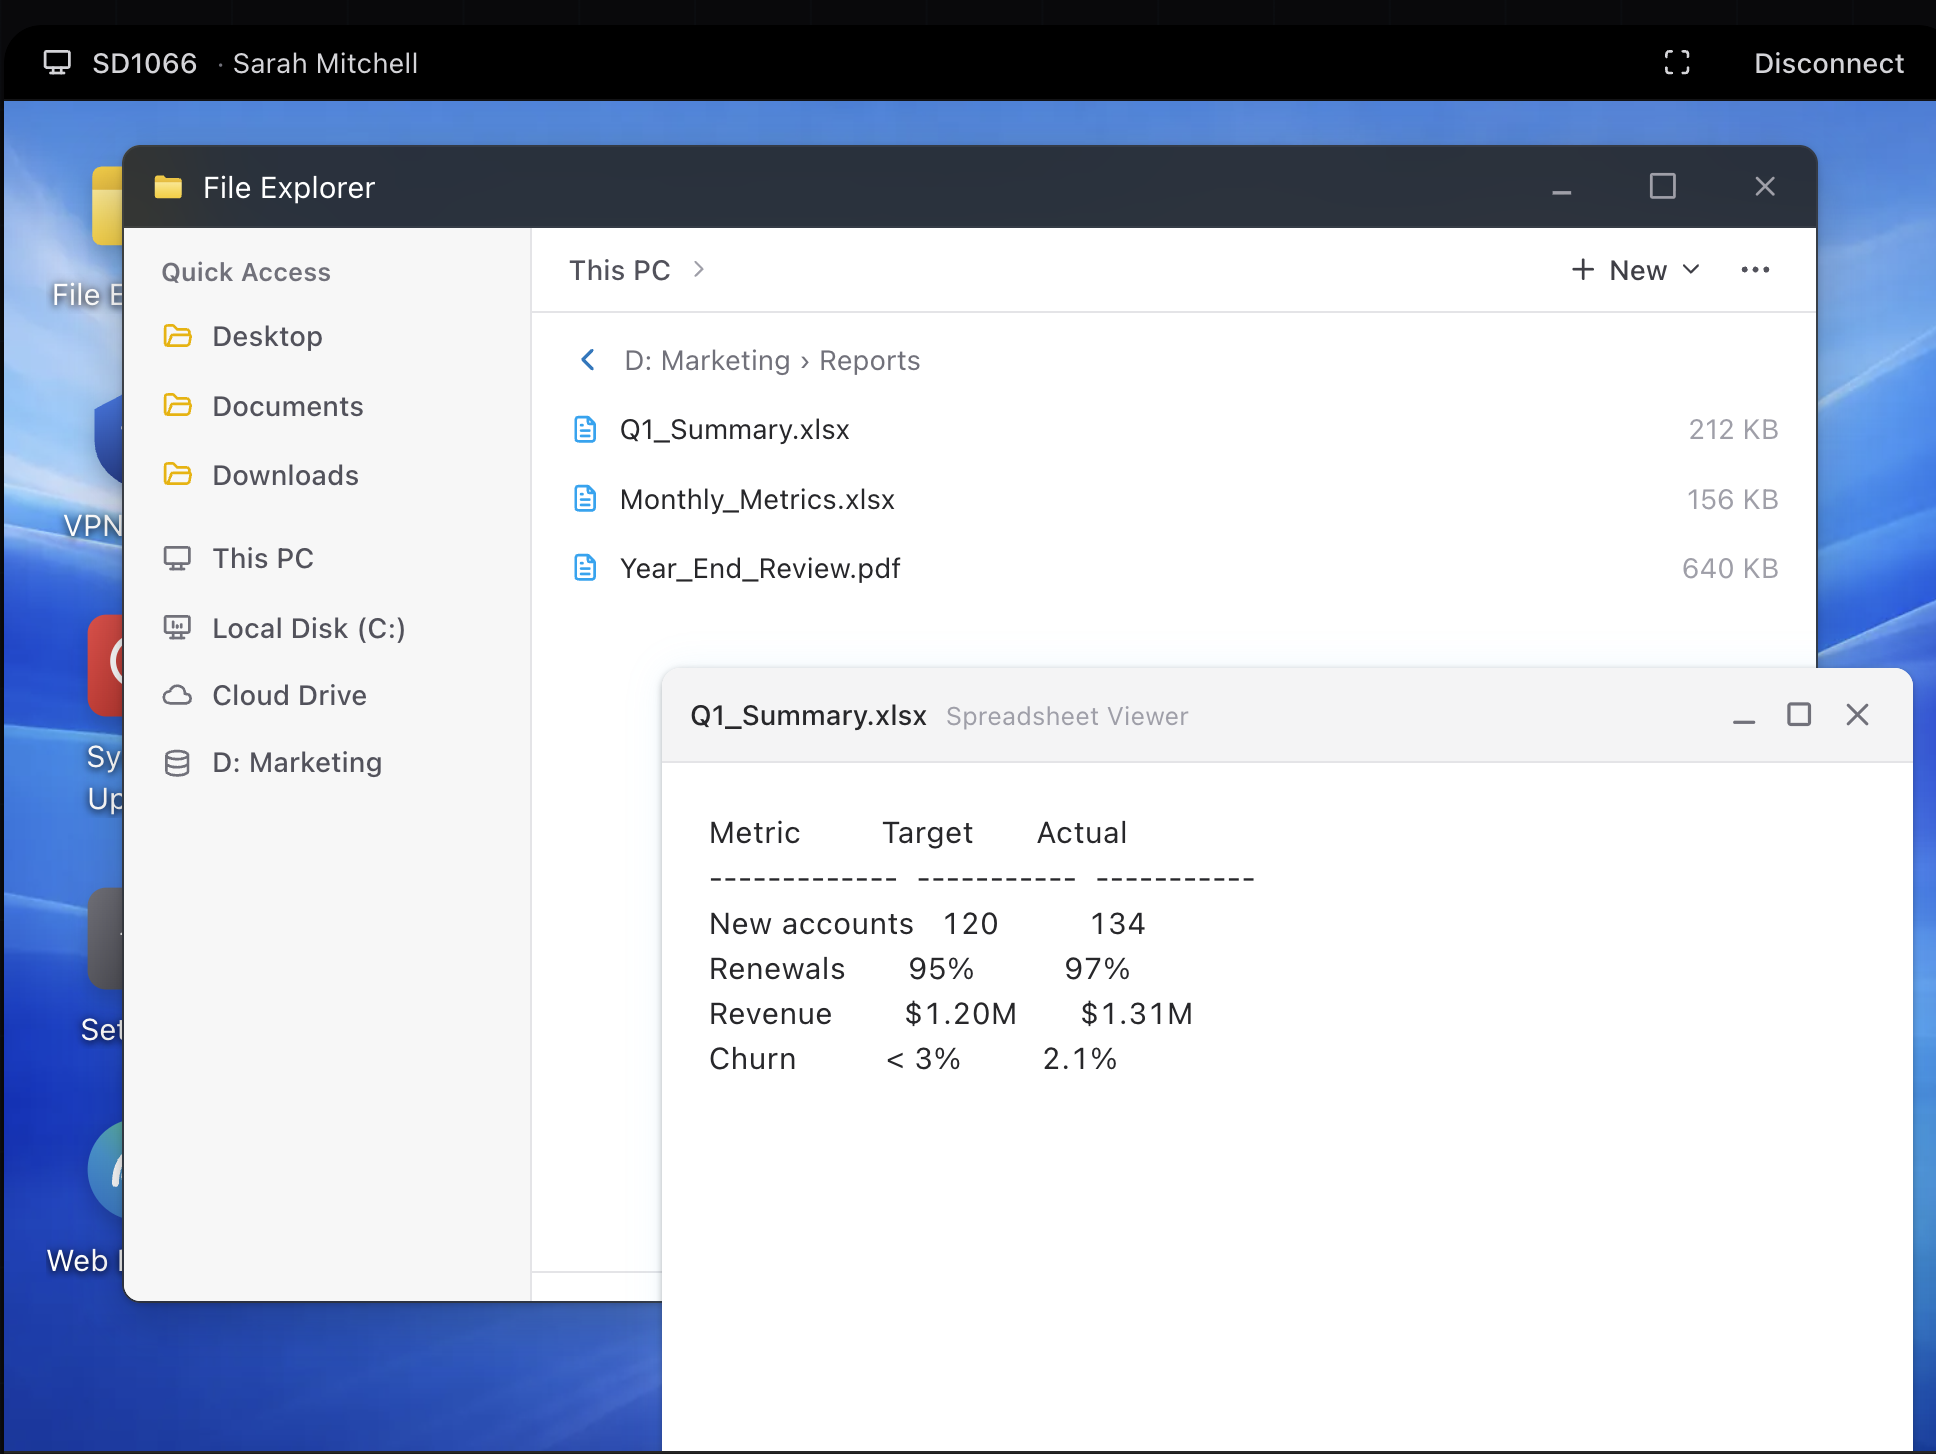 SD1066 · Sarah Mitchell
Disconnect
File Explorer
Quick Access
Desktop
Documents
Downloads
This PC
Local Disk (C:)
Cloud Drive
D: Marketing
This PC
New
D: Marketing › Reports
Q1_Summary.xlsx 212 KB
Monthly_Metrics.xlsx 156 KB
Year_End_Review.pdf 640 KB
Q1_Summary.xlsx Spreadsheet Viewer
Metric Target Actual
------------- ----------- -----------
New accounts 120 134
Renewals 95% 97%
Revenue $1.20M $1.31M
Churn < 3% 2.1%
File
VPN
Web